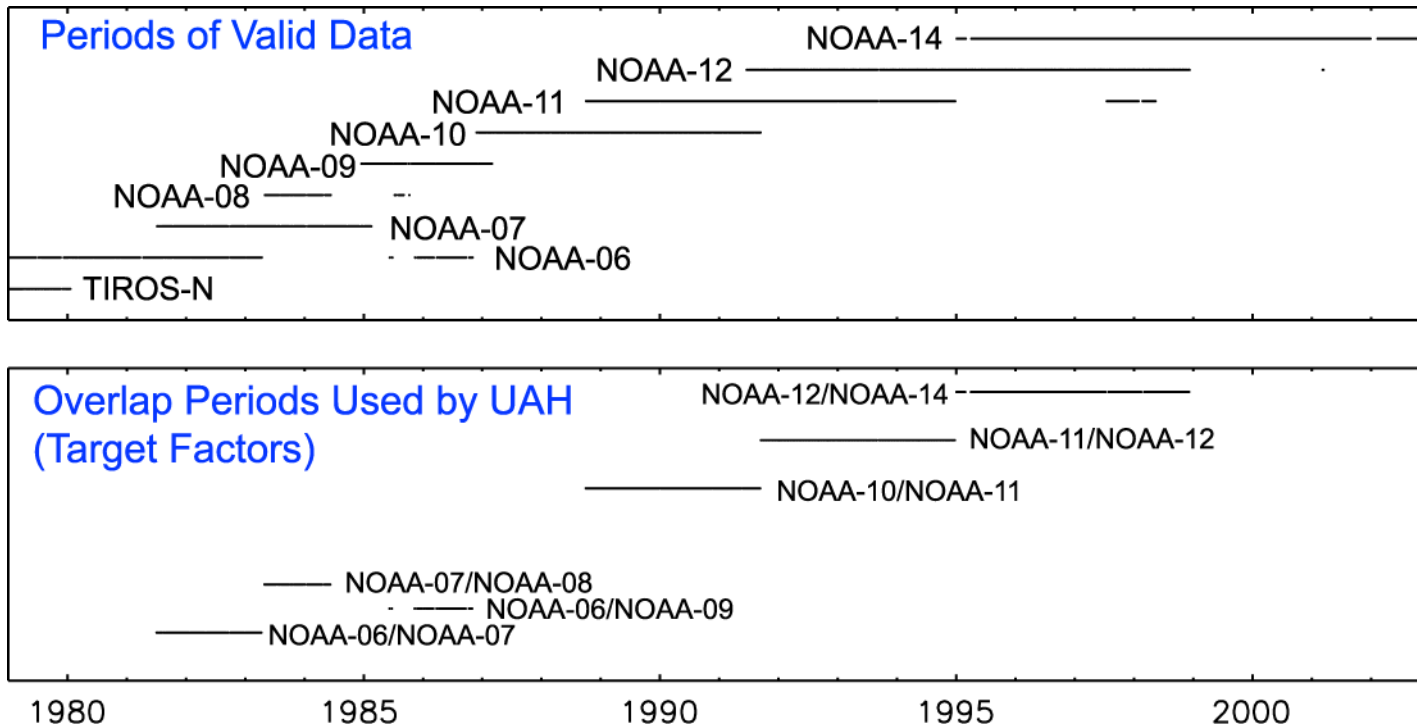 Periods of Valid Data
NOAA-14
NOAA-12
NOAA-11
NOAA-10
NOAA-09
NOAA-08
NOAA-07
NOAA-06
TIROS-N
Overlap Periods Used by UAH
(Target Factors)
NOAA-12/NOAA-14
NOAA-11/NOAA-12
NOAA-10/NOAA-11
NOAA-07/NOAA-08
NOAA-06/NOAA-09
NOAA-06/NOAA-07
1980 1985 1990 1995 2000